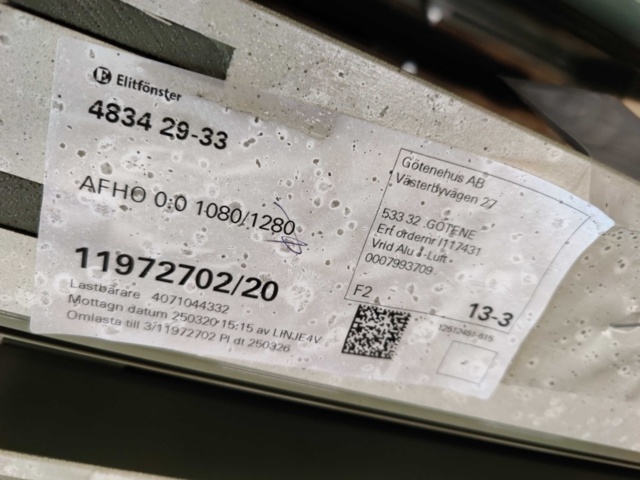 E Elitfönster
4834 29-33
AFHO 0:0 1080/1280
11972702/20
Lastbärare 4071044332
Mottagn datum 250320 15:15 av LINJE4V
Omlasta till 3/11972702 Pl dt 250326
Götenehus AB
Västerbyvägen 27
533 32 GÖTENE
Erf ordernr I117431
Vrid Alu -Luft
0007993709
F2
13-3